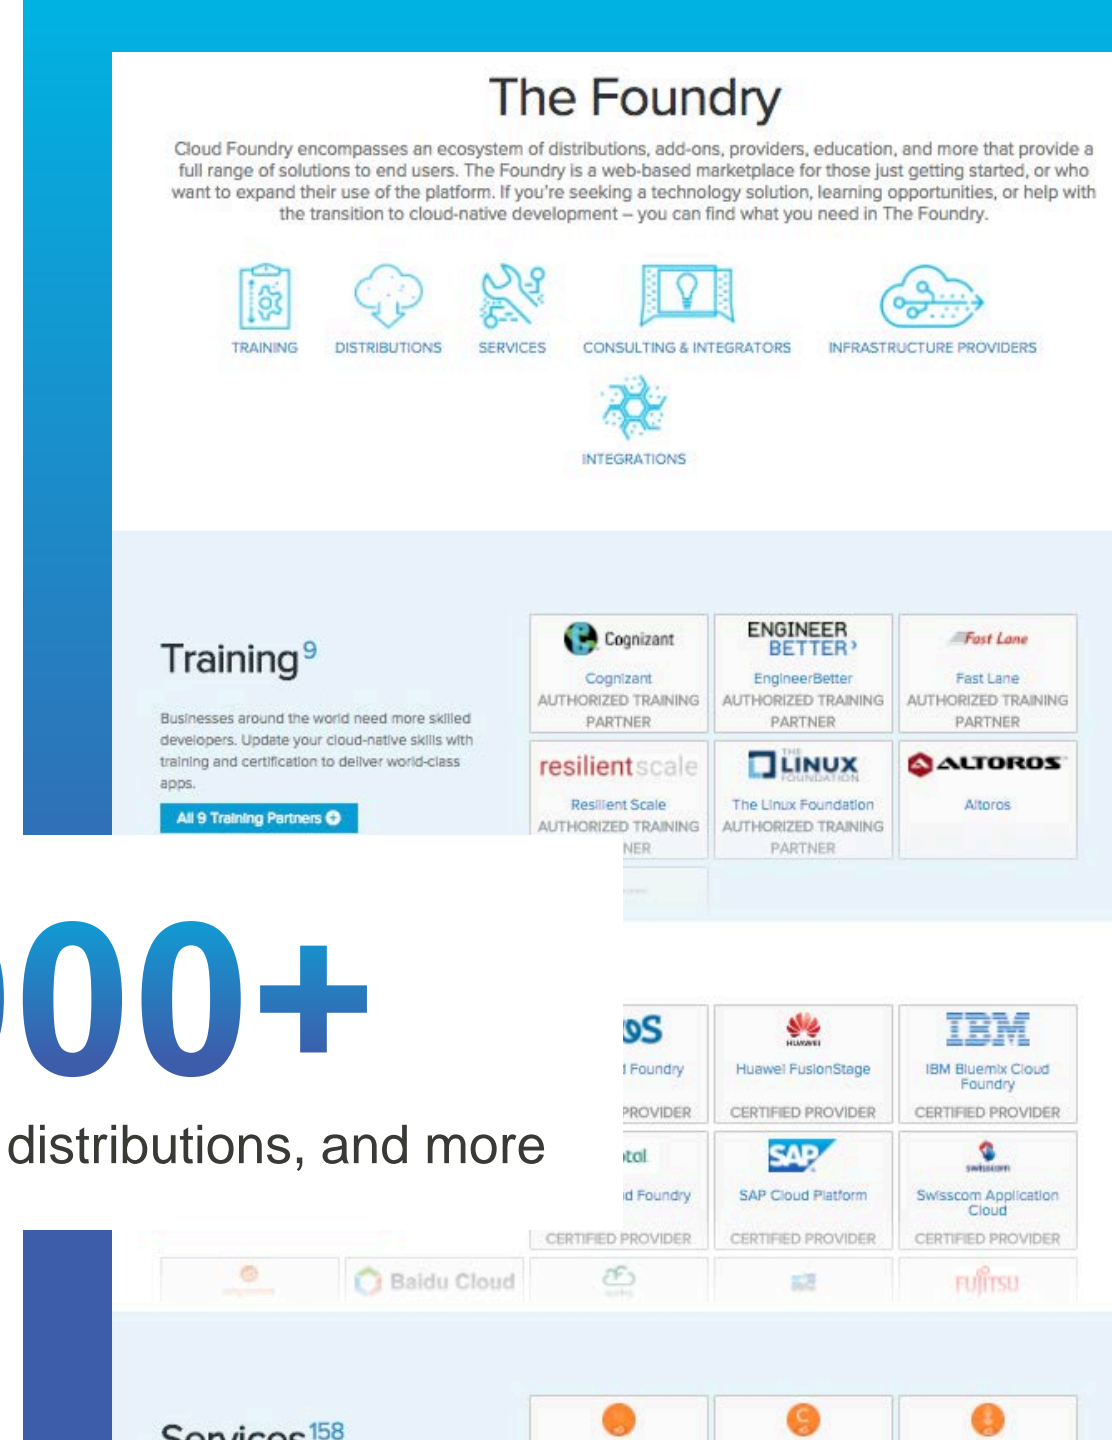 The Foundry
Cloud Foundry encompasses an ecosystem of distributions, add-ons, providers, education, and more that provide a
full range of solutions to end users. The Foundry is a web-based marketplace for those just getting started, or who
want to expand their use of the platform. If you're seeking a technology solution, learning opportunities, or help with
the transition to cloud-native development – you can find what you need in The Foundry.
TRAINING DISTRIBUTIONS SERVICES CONSULTING & INTEGRATORS INFRASTRUCTURE PROVIDERS
INTEGRATIONS
Training 9
Businesses around the world need more skilled
developers. Update your cloud-native skills with
training and certification to deliver world-class
apps.
All 9 Training Partners
Cognizant
Cognizant
AUTHORIZED TRAINING
PARTNER
ENGINEER
BETTER
EngineerBetter
AUTHORIZED TRAINING
PARTNER
Fast Lane
Fast Lane
AUTHORIZED TRAINING
PARTNER
resilientscale
Resilient Scale
AUTHORIZED TRAINING
NER
THE
LINUX
FOUNDATION
The Linux Foundation
AUTHORIZED TRAINING
PARTNER
ALTOROS
Altoros
00+
distributions, and more
Foundry
PROVIDER
HUAWEI
Huawei FusionStage
CERTIFIED PROVIDER
IBM
IBM Bluemix Cloud
Foundry
CERTIFIED PROVIDER
tal
d Foundry
CERTIFIED PROVIDER
SAP
SAP Cloud Platform
CERTIFIED PROVIDER
swisscom
Swisscom Application
Cloud
CERTIFIED PROVIDER
Baidu Cloud
FUJITSU
Services 158